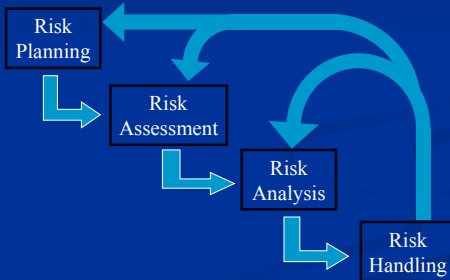 Risk
Planning
Risk
Assessment
Risk
Analysis
Risk
Handling